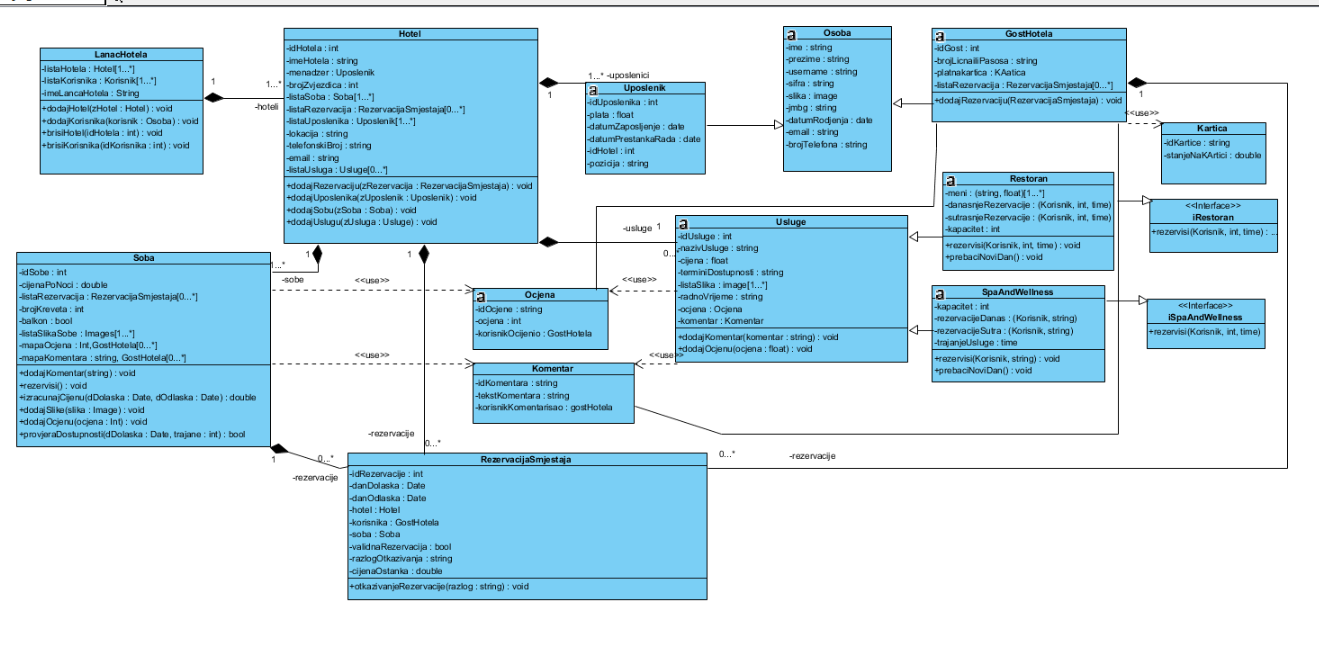 LanacHotela
-listaHotela : Hotel[1...*]
-listaKorisnika : Korisnik[1...*]
-imeLancaHotela : String
+dodajHotel(zHotel : Hotel) : void
+dodajKorisnika(korisnik : Osoba) : void
+brisiHotel(idHotela : int) : void
+brisiKorisnika(idKorisnika : int) : void
1
1...*
-hoteli
Hotel
-idHotela : int
-imeHotela : string
-menadzer : Uposlenik
-brojZvjezdica : int
-listaSoba : Soba[1...*]
-listaRezervacija : RezervacijaSmjestaja[0...*]
-listaUposlenika : Uposlenik[1...*]
-lokacija : string
-telefonskiBroj : string
-email : string
-listaUsluga : Usluge[0...*]
+dodajRezervaciju(zRezervacija : RezervacijaSmjestaja) : void
+dodajUposlenika(zUposlenik : Uposlenik) : void
+dodajSobu(zSoba : Soba) : void
+dodajUslugu(zUsluga : Usluge) : void
1
1...* -uposlenici
a
Uposlenik
-idUposlenika : int
-plata : float
-datumZaposljenje : date
-datumPrestankaRada : date
-idHotel : int
-pozicija : string
a
Osoba
-ime : string
-prezime : string
-username : string
-sifra : string
-slika : image
-jmbg : string
-datumRodjenja : date
-email : string
-brojTelefona : string
a
GostHotela
-idGost : int
-brojLicnailiPasosa : string
-platnakartica : KAatica
-listaRezervacija : RezervacijaSmjestaja[0...*]
+dodajRezervaciju(RezervacijaSmjestaja) : void
1
<<use>>
Kartica
-idKartice : string
-stanjeNaKArtici : double
a
Restoran
-meni : (string, float)[1...*]
-danasnjeRezervacije : (Korisnik, int, time)
-sutrasnjeRezervacije : (Korisnik, int, time)
-kapacitet : int
+rezervisi(Korisnik, int, time) : void
+prebaciNoviDan() : void
<<Interface>>
iRestoran
+rezervisi(Korisnik, int, time) : ...
-usluge 1
0...
a
Usluge
-idUsluge : int
-nazivUsluge : string
-cijena : float
-terminiDostupnosti : string
-listaSlika : image[1...*]
-radnoVrijeme : string
-ocjena : Ocjena
-komentar : Komentar
+dodajKomentar(komentar : string) : void
+dodajOcjenu(ocjena : float) : void
a
SpaAndWellness
-kapacitet : int
-rezervacijeDanas : (Korisnik, string)
-rezervacijeSutra : (Korisnik, string)
-trajanjeUsluge : time
+rezervisi(Korisnik, string) : void
+prebaciNoviDan() : void
<<Interface>>
iSpaAndWellness
+rezervisi(Korisnik, int, time)
Soba
-idSobe : int
-cijenaPoNoci : double
-listaRezervacija : RezervacijaSmjestaja[0...*]
-brojKreveta : int
-balkon : bool
-listaSlikaSobe : Images[1...*]
-mapaOcjena : Int,GostHotela[0...*]
-mapaKomentara : string, GostHotela[0...*]
+dodajKomentar(string) : void
+rezervisi() : void
+izracunajCijenu(dDolaska : Date, dOdlaska : Date) : double
+dodajSlike(slika : Image) : void
+dodajOcjenu(ocjena : Int) : void
+provjeraDostupnosti(dDolaska : Date, trajane : int) : bool
1
1...*
-sobe
1
<<use>>
<<use>>
a
Ocjena
-idOcjene : string
-ocjena : int
-korisnikOcijenio : GostHotela
<<use>>
<<use>>
Komentar
-idKomentara : string
-tekstKomentara : string
-korisnikKomentarisao : gostHotela
-rezervacije
0...*
1
0...*
-rezervacije
0...*
-rezervacije
RezervacijaSmjestaja
-idRezervacije : int
-danDolaska : Date
-danOdlaska : Date
-hotel : Hotel
-korisnika : GostHotela
-soba : Soba
-validnaRezervacija : bool
-razlogOtkazivanja : string
-cijenaOstanka : double
+otkazivanjeRezervacije(razlog : string) : void